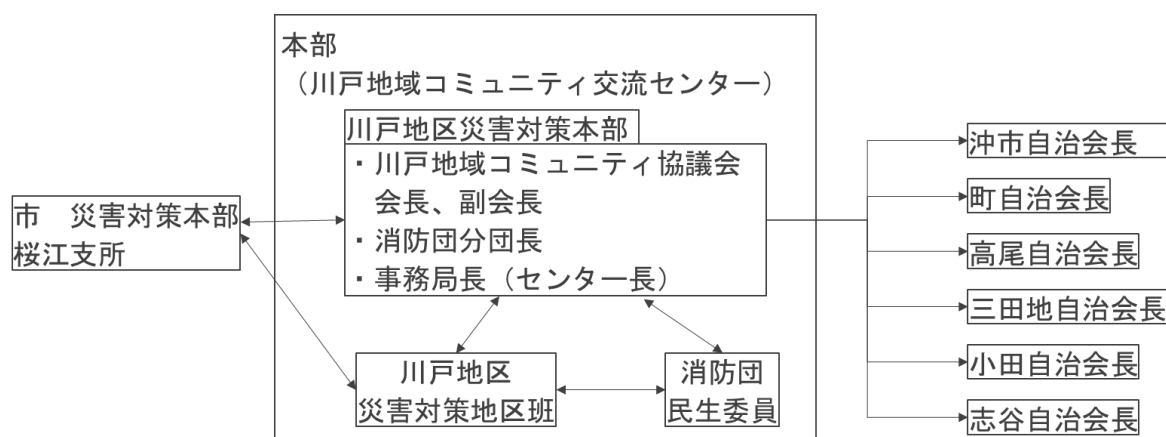 本部
（川戸地域コミュニティ交流センター）
川戸地区災害対策本部
・川戸地域コミュニティ協議会
会長、副会長
・消防団分団長
・事務局長（センター長）
市　災害対策本部
桜江支所
川戸地区
災害対策地区班
消防団
民生委員
沖市自治会長
町自治会長
高尾自治会長
三田地自治会長
小田自治会長
志谷自治会長